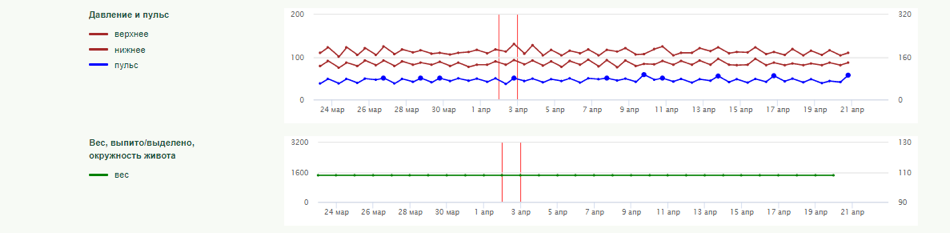 Давление и пульс
верхнее
нижнее
пульс
200
100
0
320
160
0
24 мар 26 мар 28 мар 30 мар 1 апр 3 апр 5 апр 7 апр 9 апр 11 апр 13 апр 15 апр 17 апр 19 апр 21 апр
Вес, выпито/выделено,
окружность живота
вес
3200
1600
0
130
110
90
24 мар 26 мар 28 мар 30 мар 1 апр 3 апр 5 апр 7 апр 9 апр 11 апр 13 апр 15 апр 17 апр 19 апр 21 апр